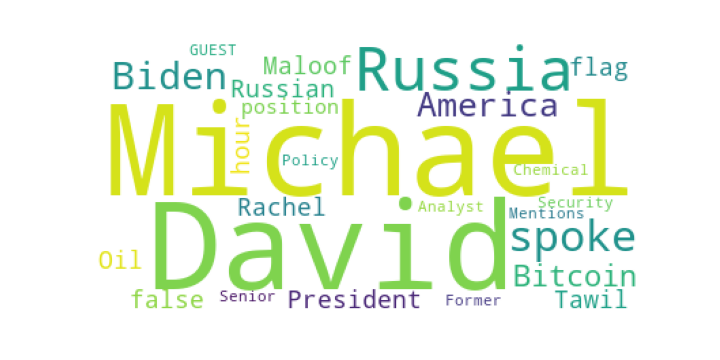 GUEST
Biden
Maloof
Russia
flag
Russian
position
America
Michael
hour
Policy
Chemical
David
Rachel
Analyst
Security
Mentions
spoke
Oil
Bitcoin
false
Senior
President
Former
Tawil